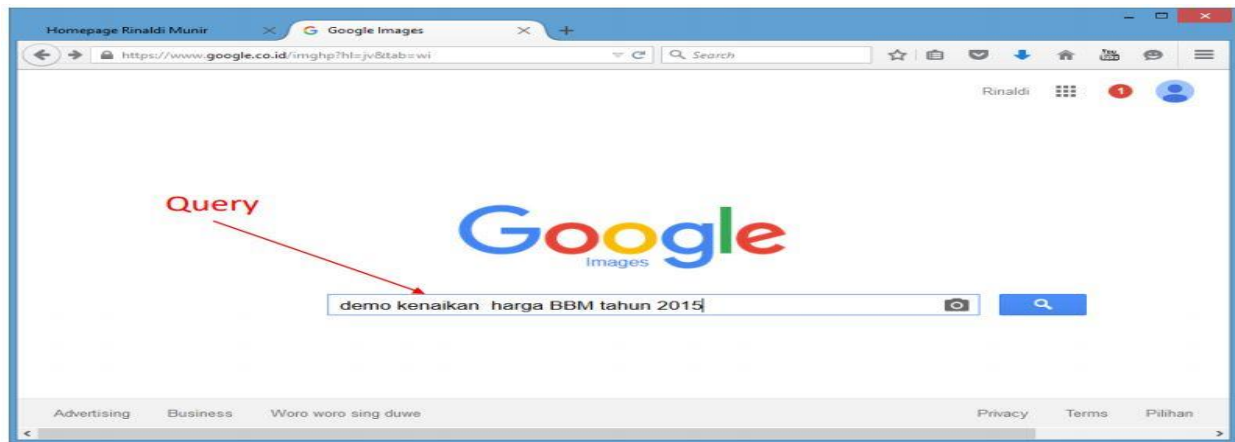 Homepage Rinaldi Munir Google Images
https://www.google.co.id/imghp?hl=jv&tab=wi Search
Rinaldi 1
Query
Google
Images
demo kenaikan harga BBM tahun 2015
Advertising Business Woro woro sing duwe Privacy Terms Pilihan